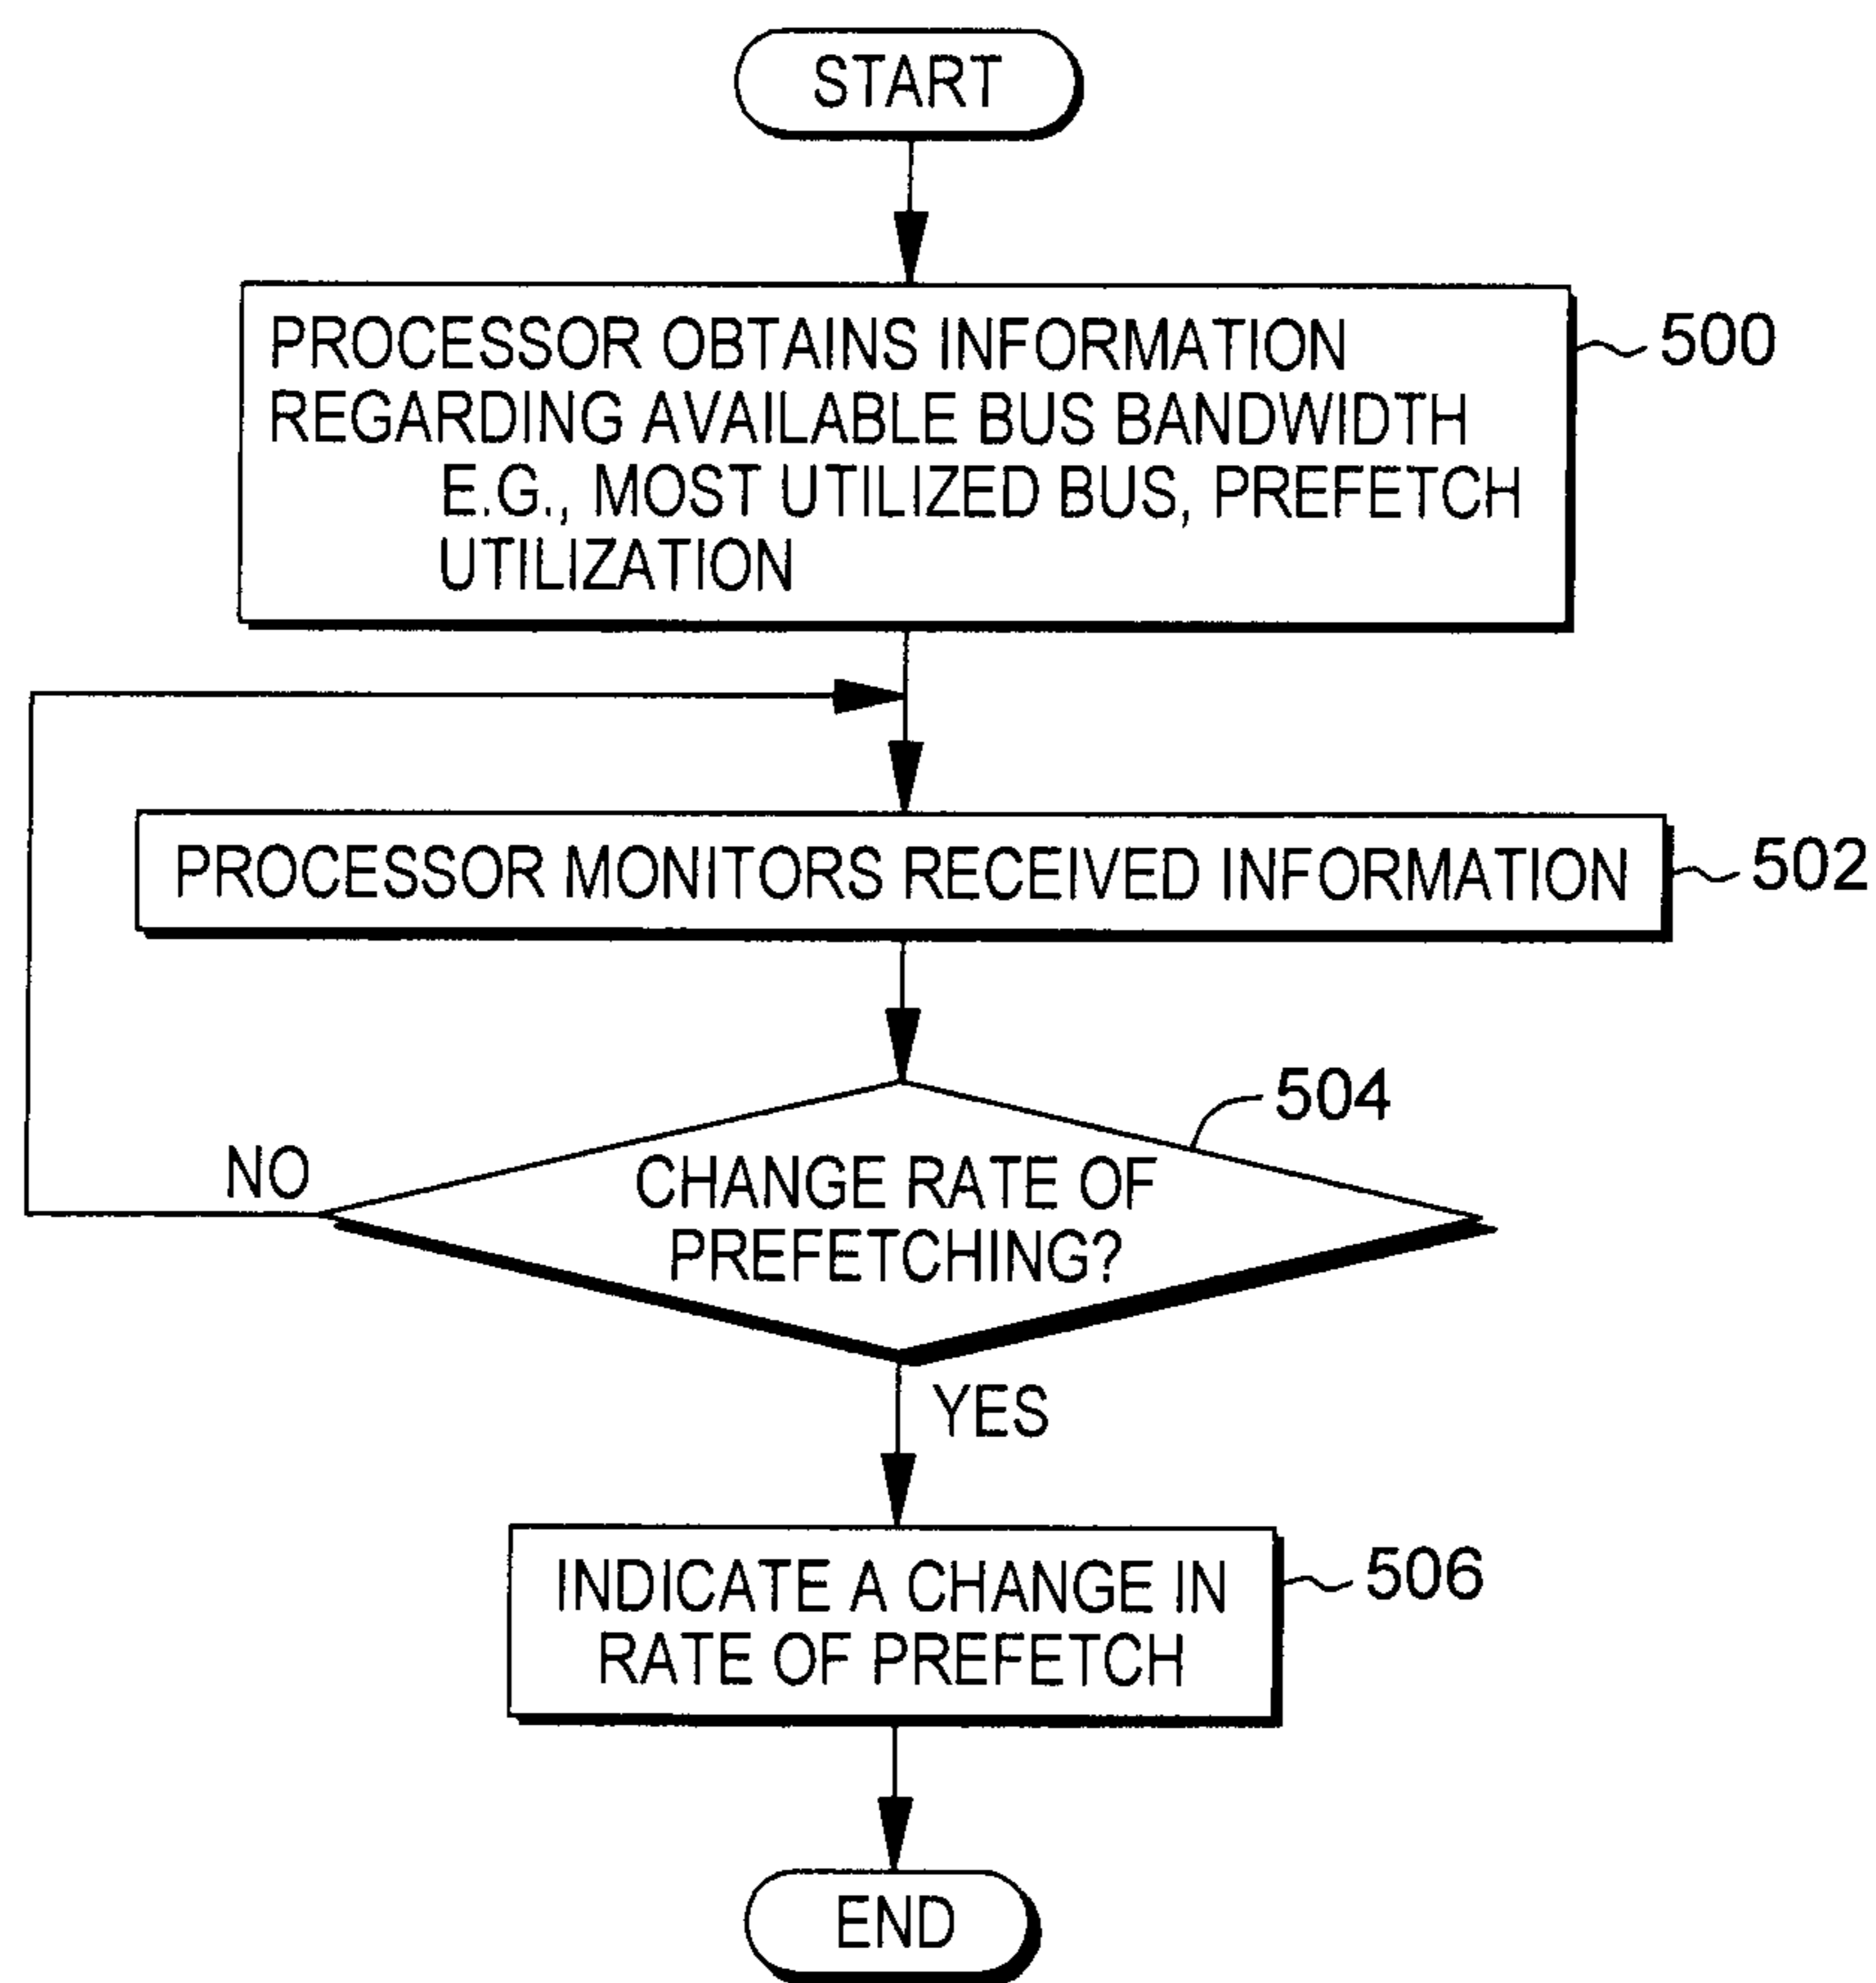 START
PROCESSOR OBTAINS INFORMATION
REGARDING AVAILABLE BUS BANDWIDTH
E.G., MOST UTILIZED BUS, PREFETCH
UTILIZATION
500
PROCESSOR MONITORS RECEIVED INFORMATION
502
504
CHANGE RATE OF
PREFETCHING?
NO
YES
INDICATE A CHANGE IN
RATE OF PREFETCH
506
END